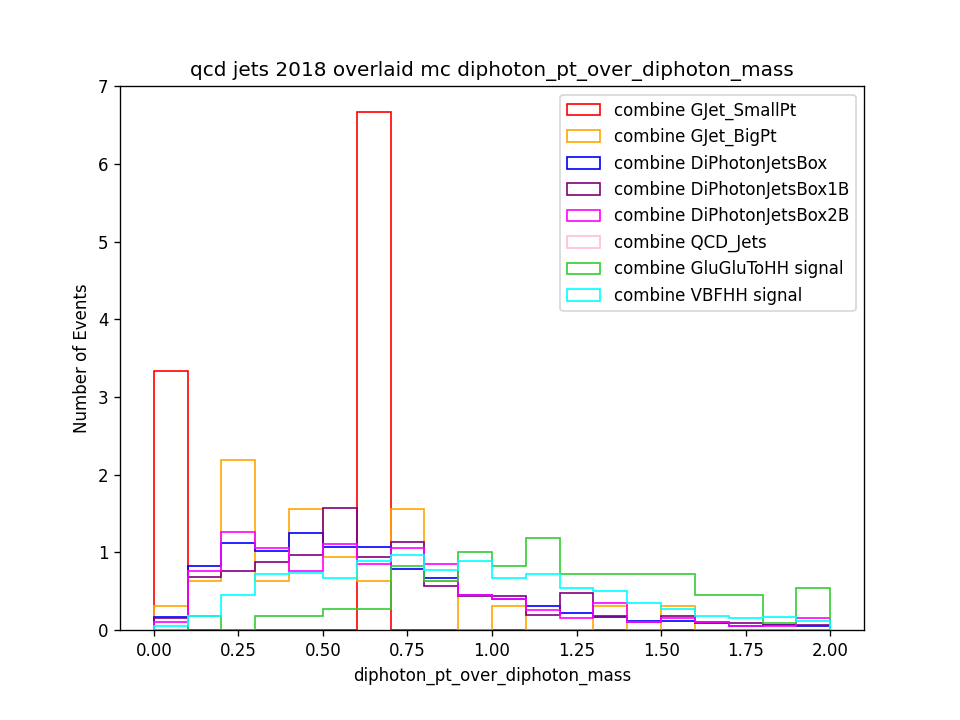 qcd jets 2018 overlaid mc diphoton_pt_over_diphoton_mass
combine GJet_SmallPt
combine GJet_BigPt
combine DiPhotonJetsBox
combine DiPhotonJetsBox1B
combine DiPhotonJetsBox2B
combine QCD_Jets
combine GluGluToHH signal
combine VBFHH signal
Number of Events
7
6
5
4
3
2
1
0
0.00 0.25 0.50 0.75 1.00 1.25 1.50 1.75 2.00
diphoton_pt_over_diphoton_mass